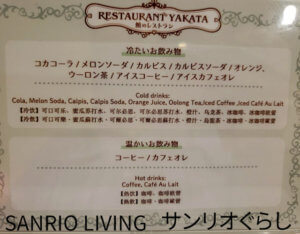 RESTAURANT YAKATA
館のレストラン
冷たいお飲み物
コカコーラ / メロンソーダ / カルピス / カルピスソーダ / オレンジ、
ウーロン茶 / アイスコーヒー / アイスカフェオレ
Cold drinks:
Cola, Melon Soda, Calpis, Calpis Soda, Orange Juice, Oolong Tea,Iced Coffee ,Iced Café Au Lait
温かいお飲み物
コーヒー / カフェオレ
Hot drinks:
Coffee, Café Au Lait
SANRIO LIVING サンリオぐらし